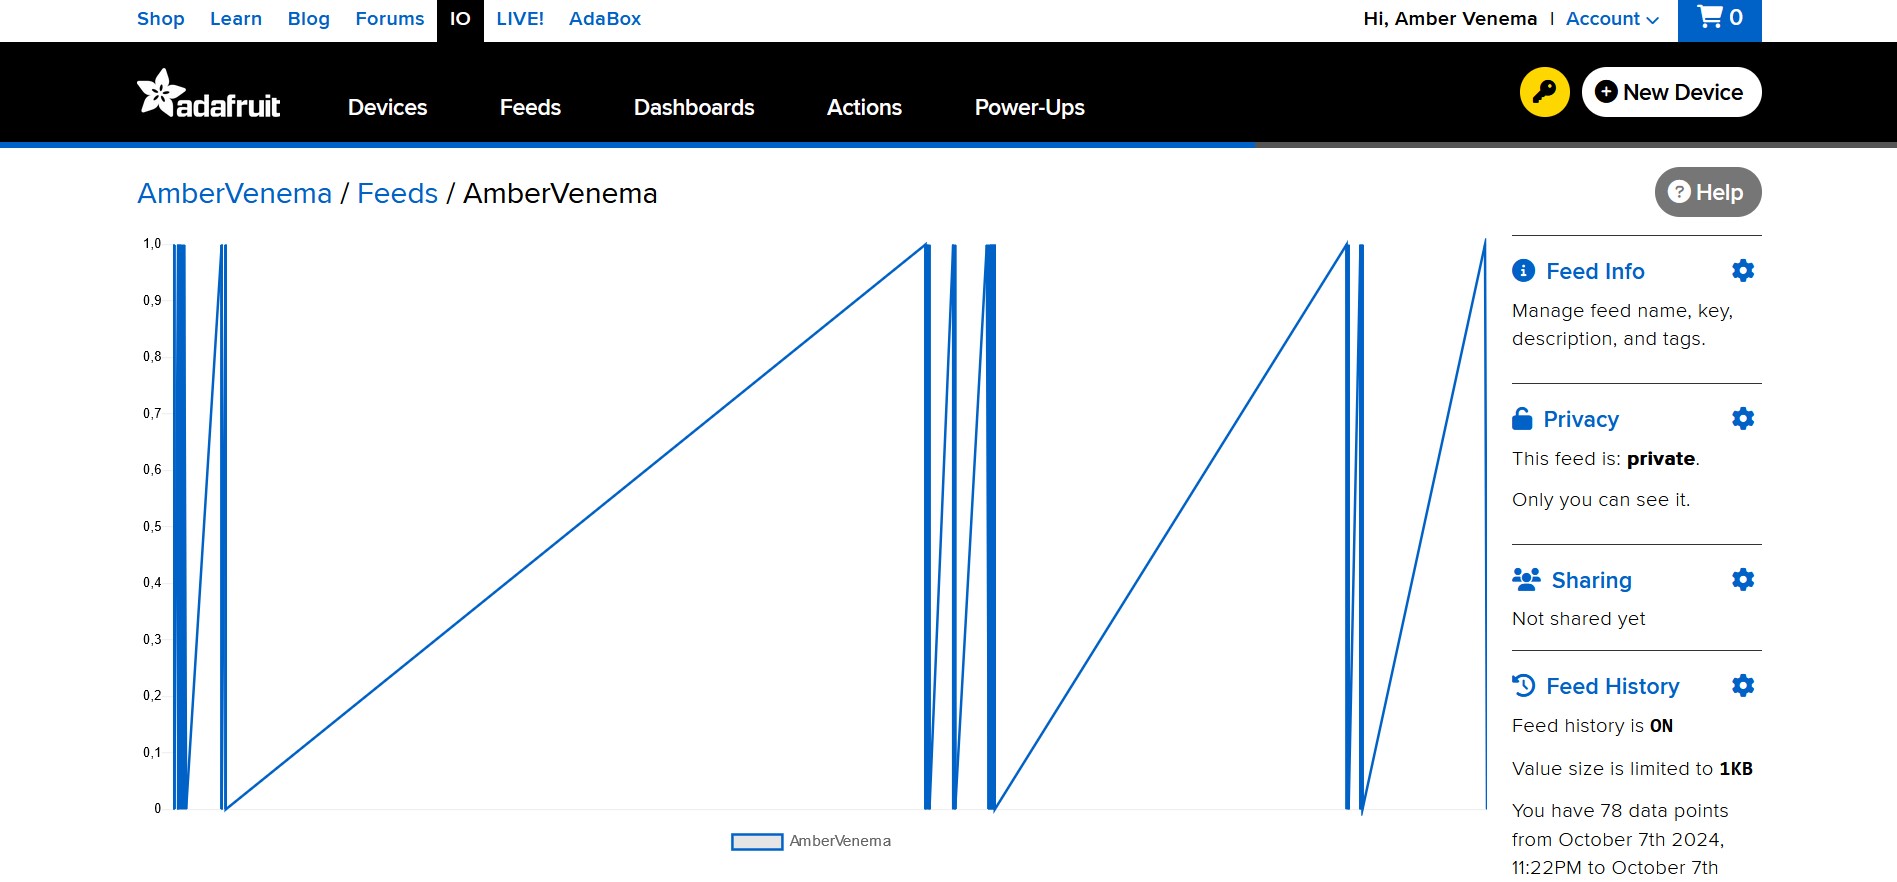 Shop Learn Blog Forums IO LIVE! AdaBox Hi, Amber Venema | Account 0
adafruit Devices Feeds Dashboards Actions Power-Ups New Device
AmberVenema / Feeds / AmberVenema
? Help
1,0
0,9
0,8
0,7
0,6
0,5
0,4
0,3
0,2
0,1
0
AmberVenema
Feed Info
Manage feed name, key,
description, and tags.
Privacy
This feed is: private.
Only you can see it.
Sharing
Not shared yet
Feed History
Feed history is ON
Value size is limited to 1KB
You have 78 data points
from October 7th 2024,
11:22PM to October 7th